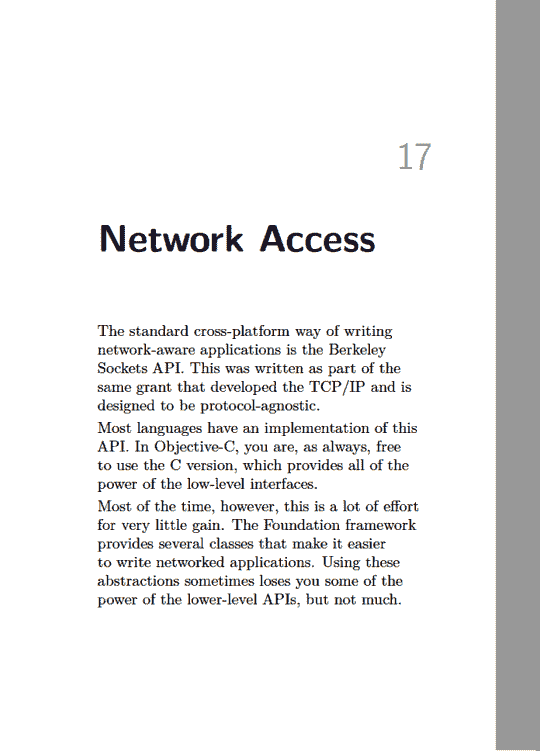 17
Network Access
The standard cross-platform way of writing
network-aware applications is the Berkeley
Sockets API. This was written as part of the
same grant that developed the TCP/IP and is
designed to be protocol-agnostic.
Most languages have an implementation of this
API. In Objective-C, you are, as always, free
to use the C version, which provides all of the
power of the low-level interfaces.
Most of the time, however, this is a lot of effort
for very little gain. The Foundation framework
provides several classes that make it easier
to write networked applications. Using these
abstractions sometimes loses you some of the
power of the lower-level APIs, but not much.